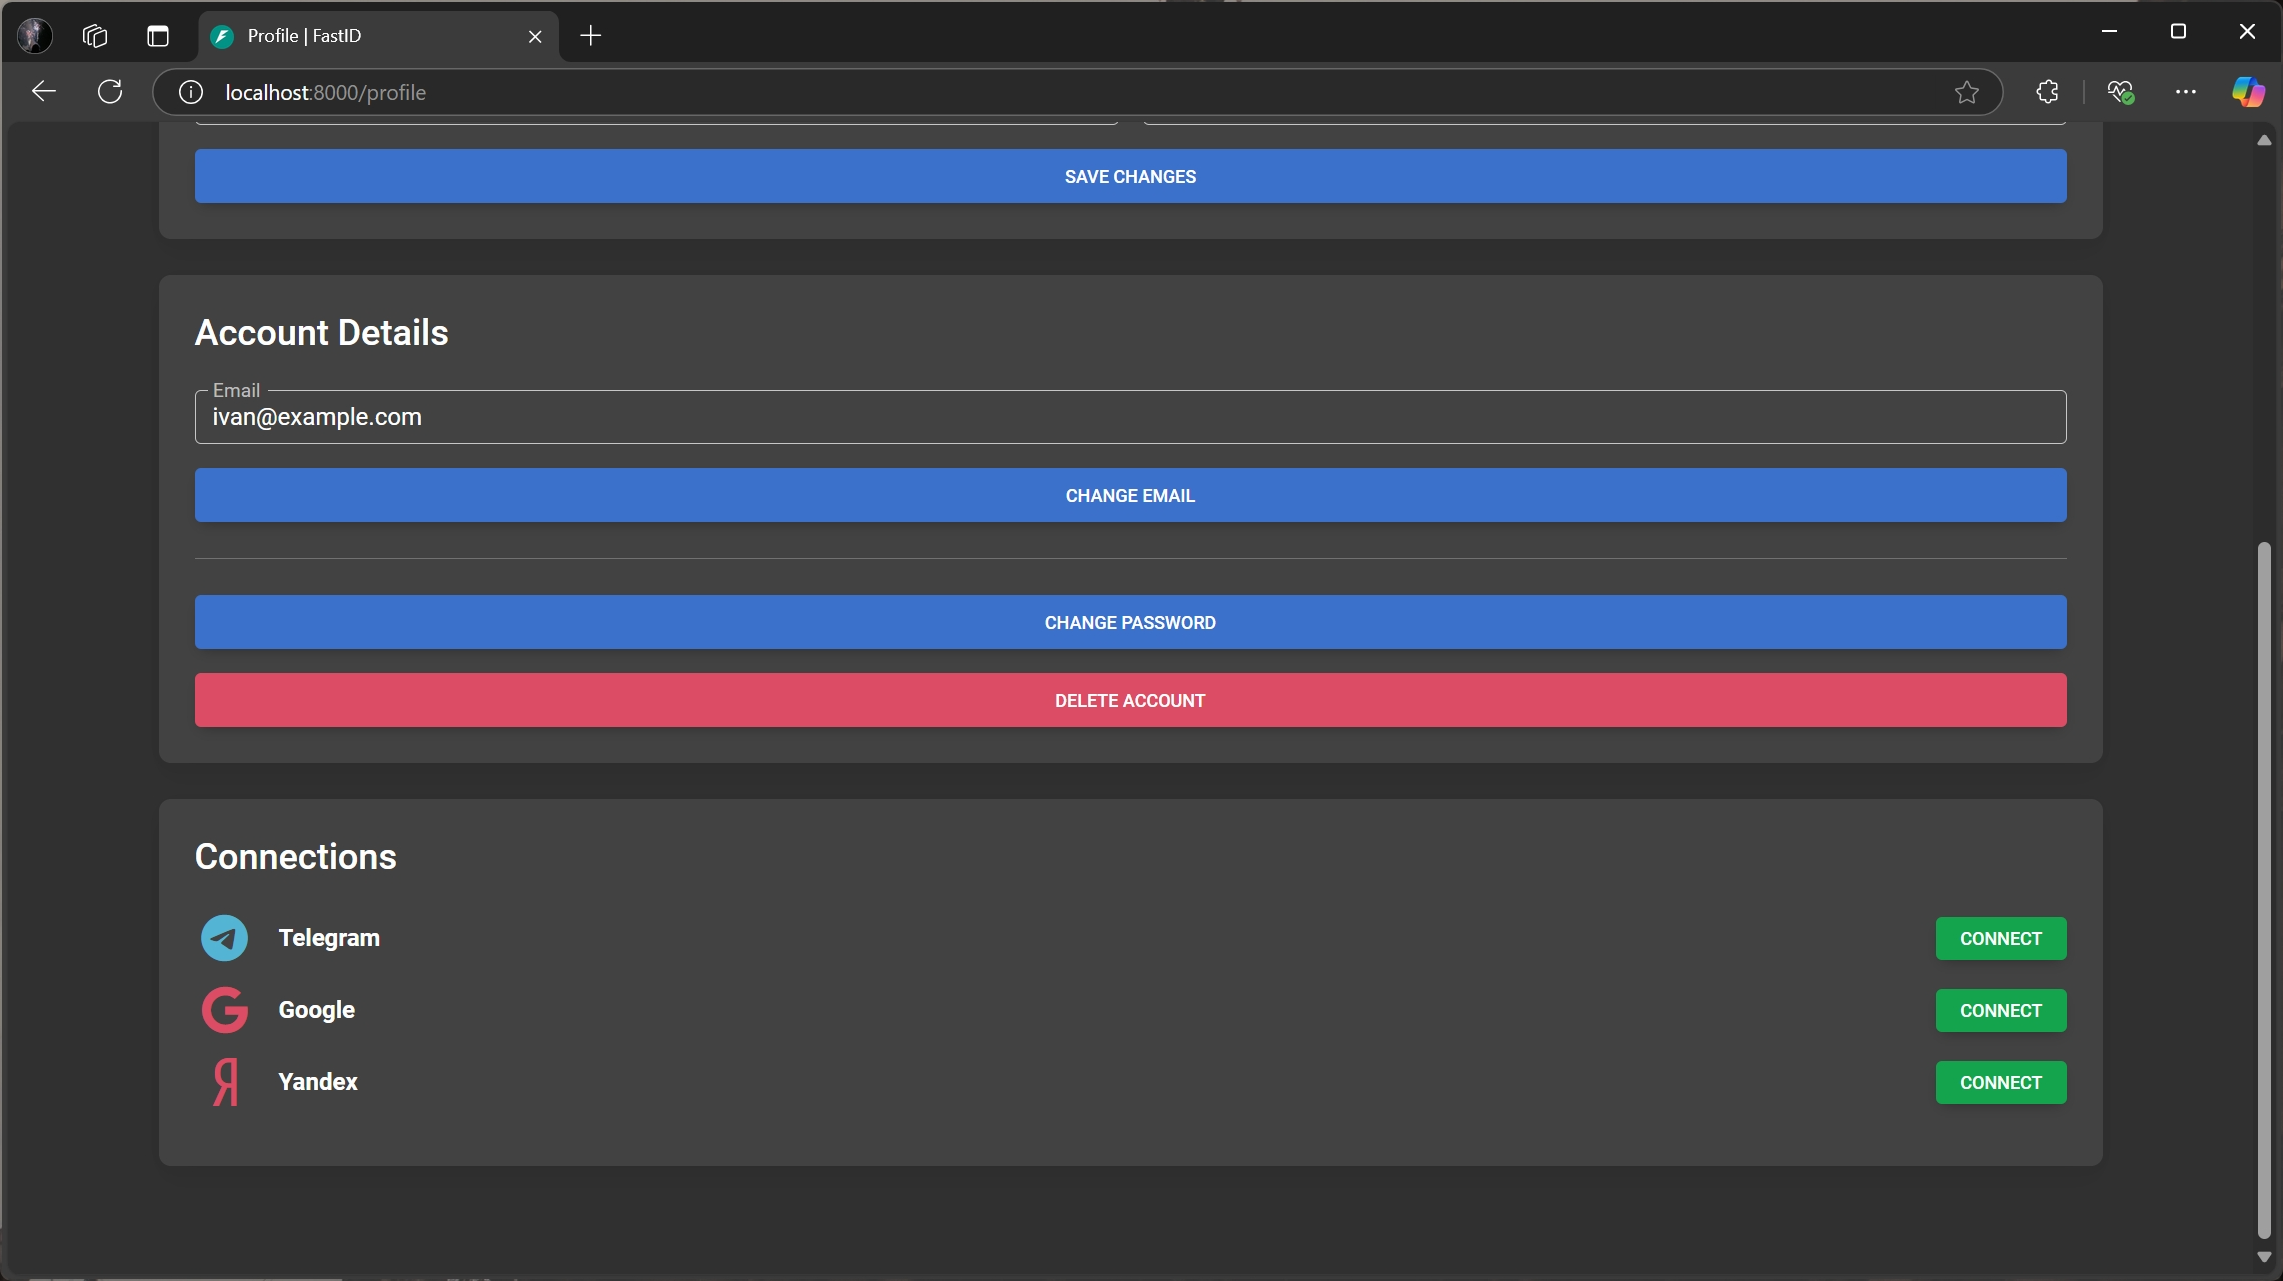 Profile | FastID
localhost:8000/profile
SAVE CHANGES
Account Details
Email
ivan@example.com
CHANGE EMAIL
CHANGE PASSWORD
DELETE ACCOUNT
Connections
Telegram CONNECT
Google CONNECT
Я Yandex CONNECT